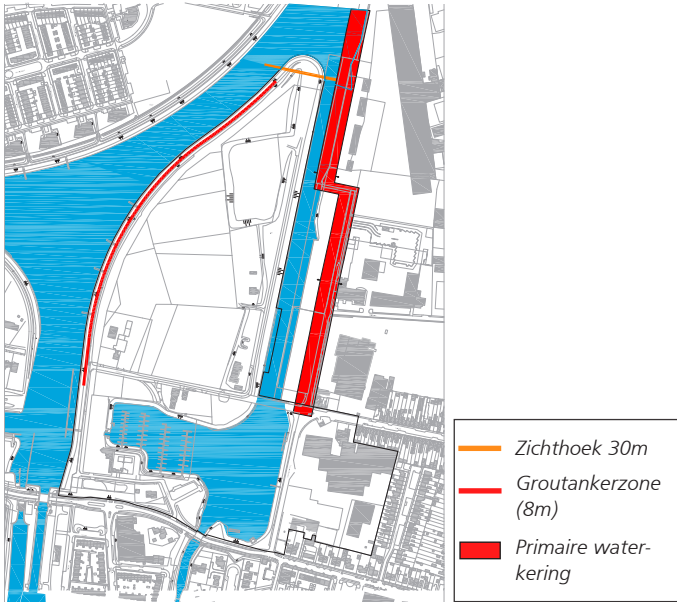 Zichthoek 30m
Groutankerzone
(8m)
Primaire water-
kering